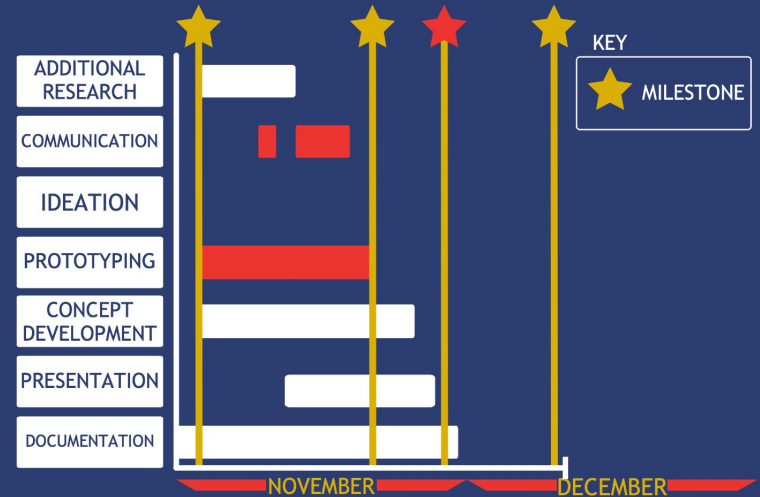 KEY
MILESTONE
ADDITIONAL
RESEARCH
COMMUNICATION
IDEATION
PROTOTYPING
CONCEPT
DEVELOPMENT
PRESENTATION
DOCUMENTATION
NOVEMBER
DECEMBER